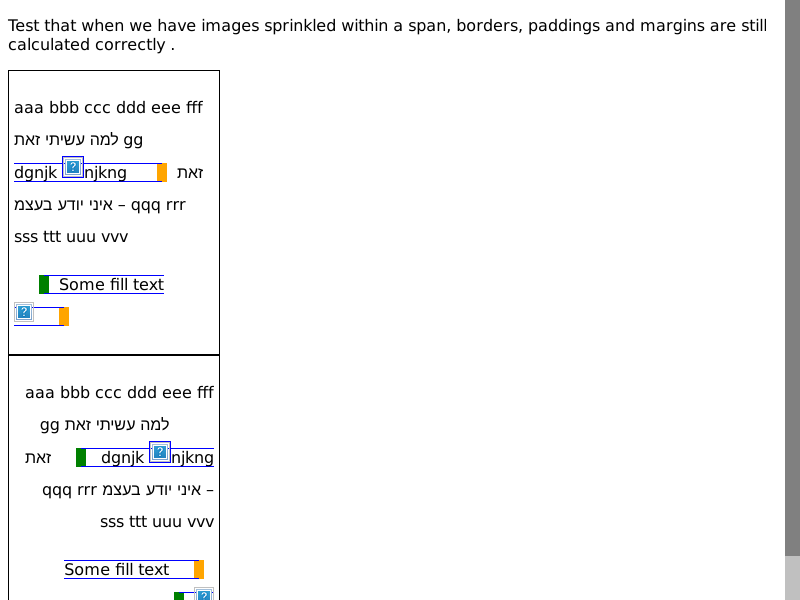 Test that when we have images sprinkled within a span, borders, paddings and margins are still
calculated correctly .
aaa bbb ccc ddd eee fff
למה עשיתי זאת gg
dgnjk njkng זאת
איני יודע בעצמ – qqq rrr
sss ttt uuu vvv
Some fill text
aaa bbb ccc ddd eee fff
למה עשיתי זאת gg
זאת dgnjk njkng
– איני יודע בעצמ qqq rrr
sss ttt uuu vvv
Some fill text